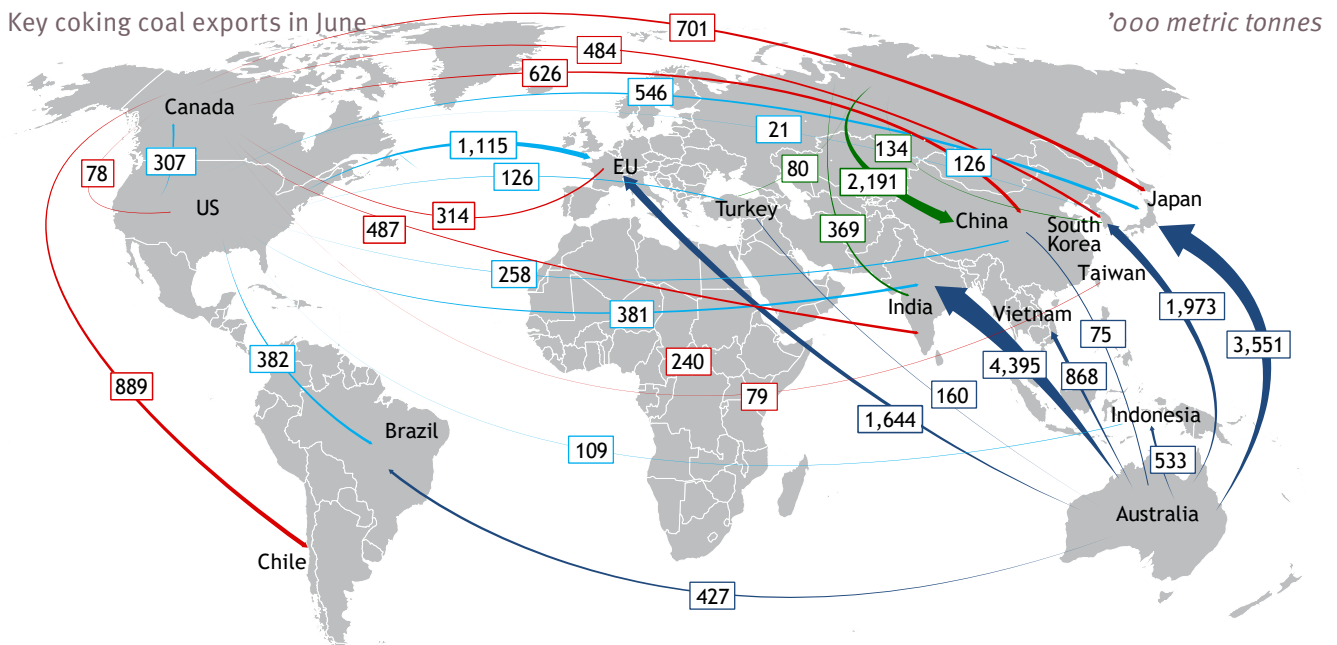 Key coking coal exports in June
'000 metric tonnes
701
484
626
546
Canada
21
1,115
134
307
126
78
EU
80
126
2,191
US
Japan
Turkey
314
China
487
369
South
Korea
Taiwan
258
India
1,973
381
Vietnam
75
3,551
382
240
4,395
868
889
79
160
1,644
Indonesia
Brazil
109
533
Australia
Chile
427